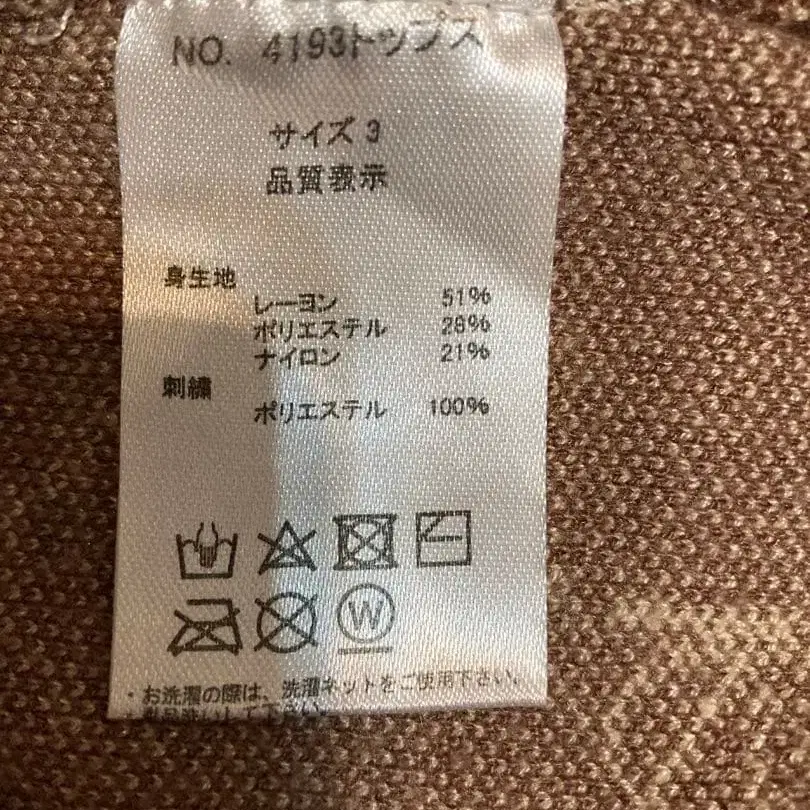 NO. 4193トップス
サイズ 3
品質表示
身生地
レーヨン 51%
ポリエステル 28%
ナイロン 21%
刺繍
ポリエステル 100%
W
・お洗濯の際は、洗濯ネットをご使用下さい。